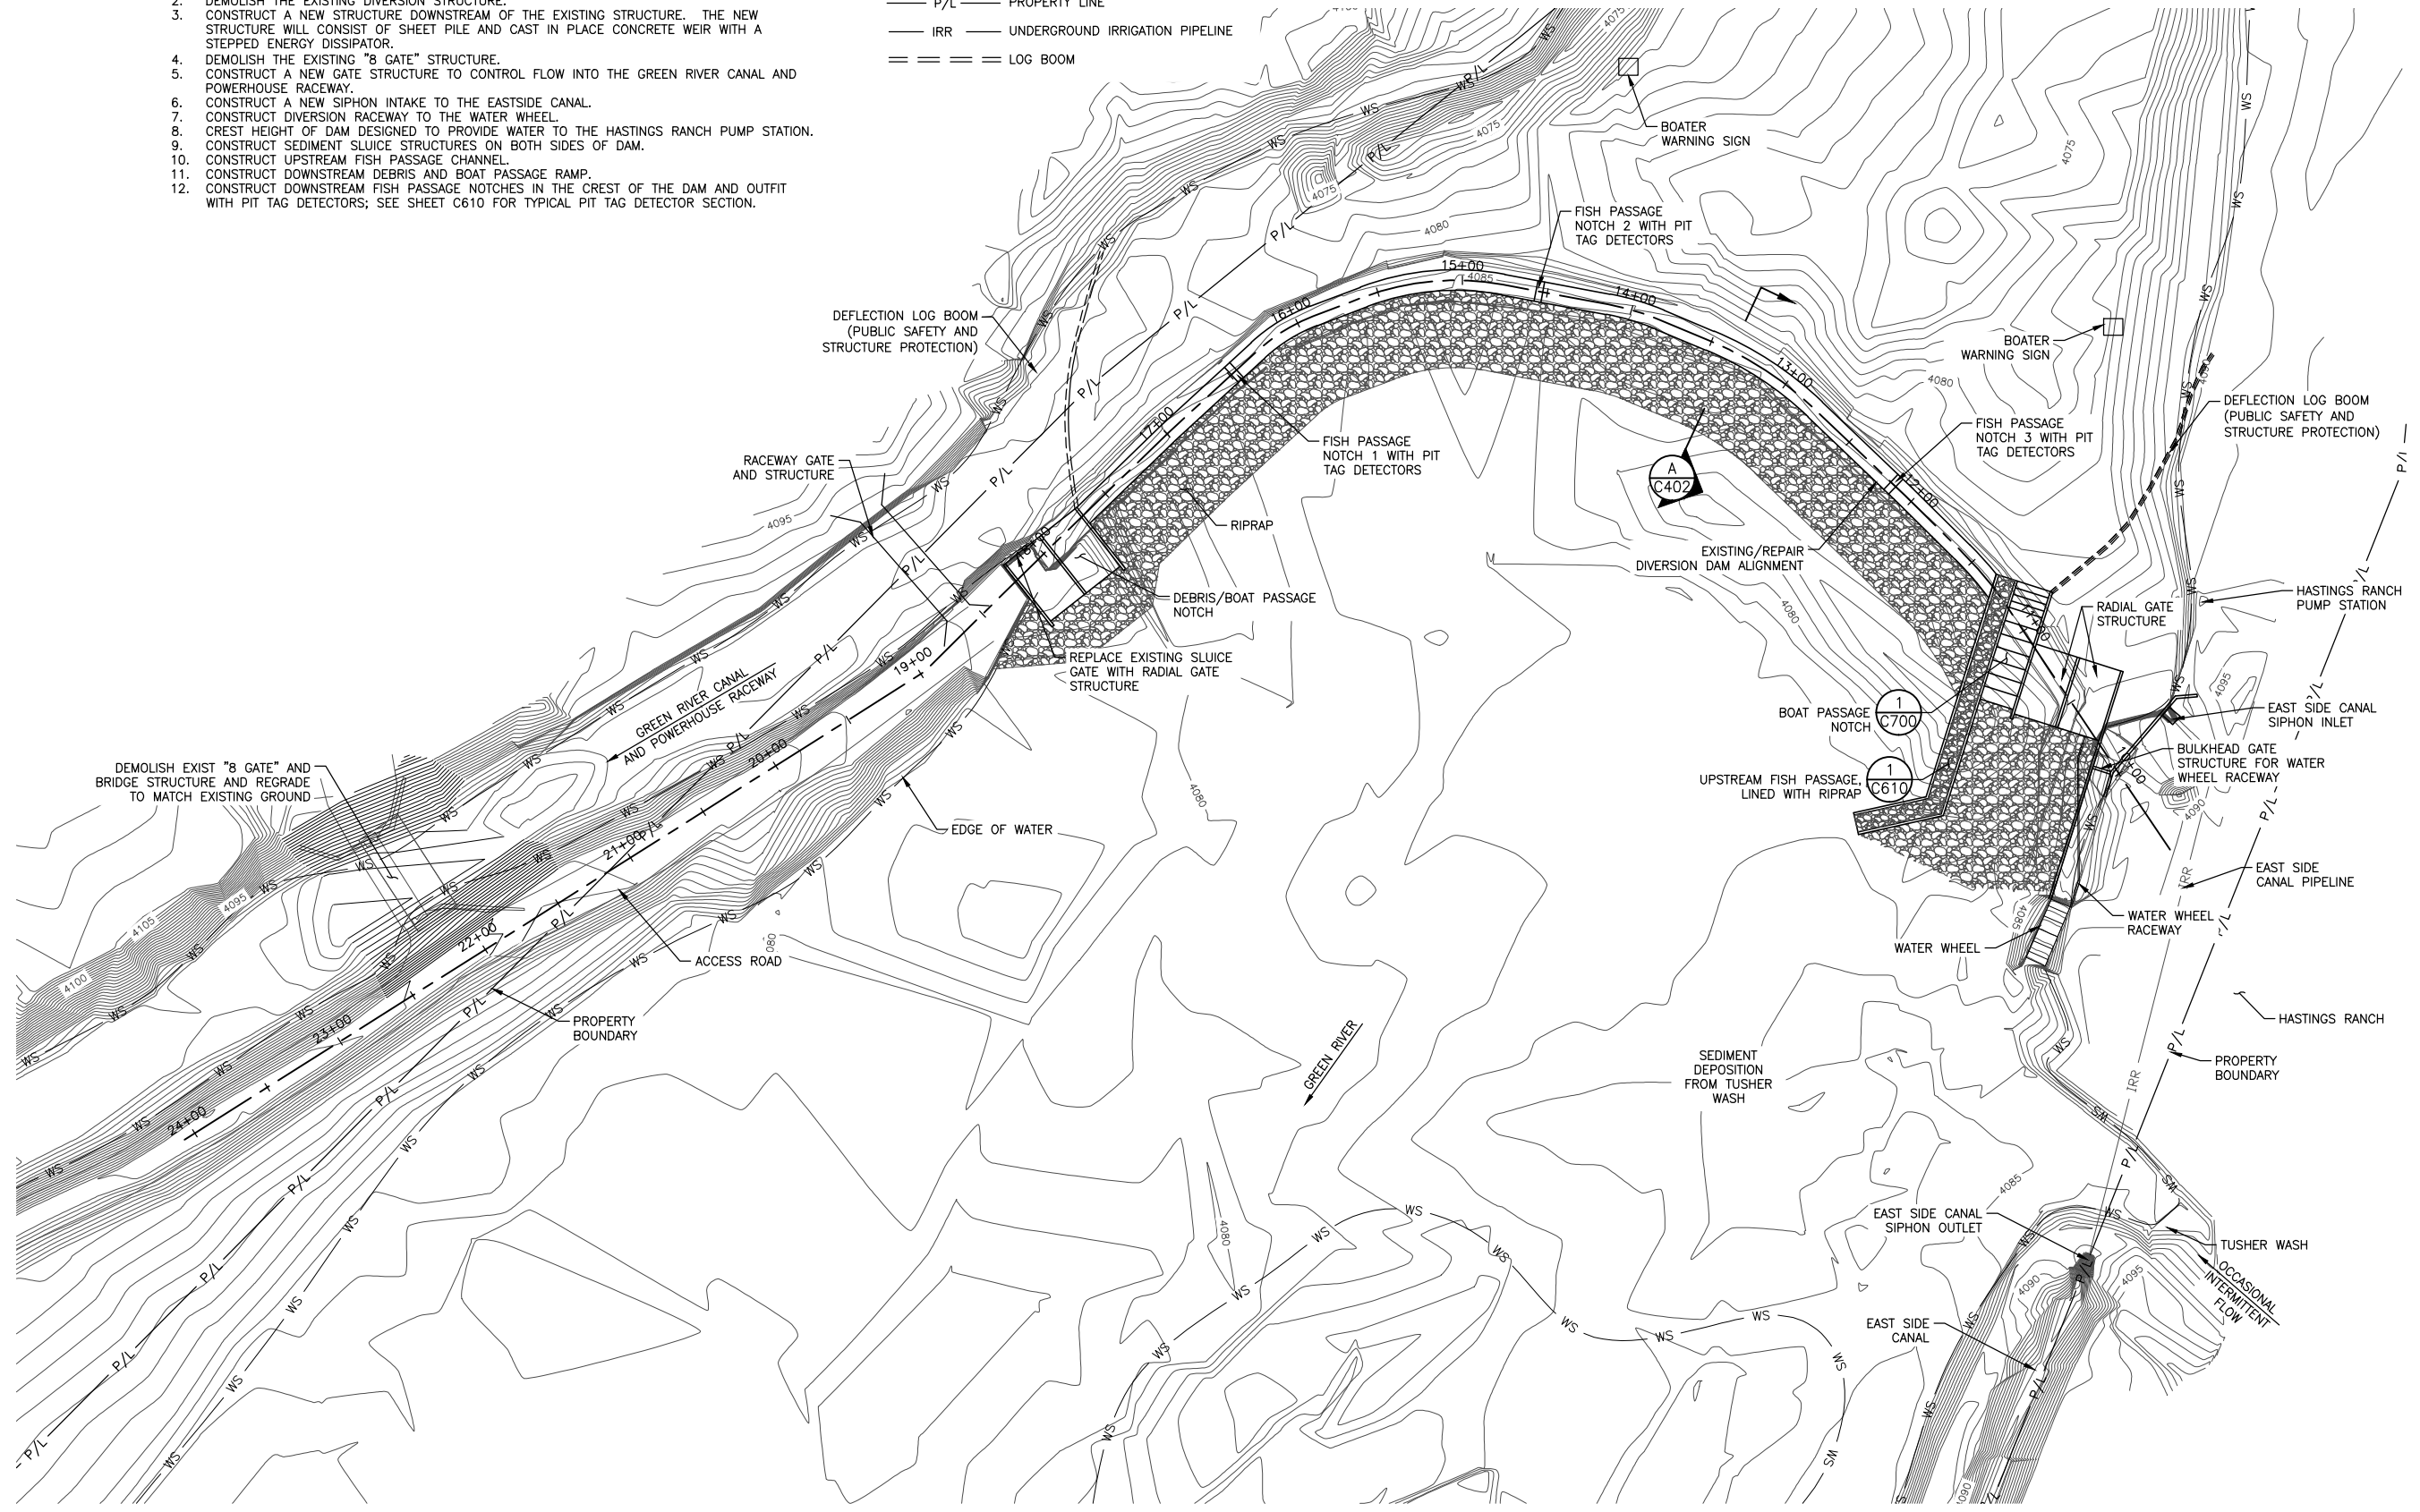 2. DEMOLISH THE EXISTING DIVERSION STRUCTURE.
3. CONSTRUCT A NEW STRUCTURE DOWNSTREAM OF THE EXISTING STRUCTURE. THE NEW
STRUCTURE WILL CONSIST OF SHEET PILE AND CAST IN PLACE CONCRETE WEIR WITH A
STEPPED ENERGY DISSIPATOR.
4. DEMOLISH THE EXISTING "8 GATE" STRUCTURE.
5. CONSTRUCT A NEW GATE STRUCTURE TO CONTROL FLOW INTO THE GREEN RIVER CANAL AND
POWERHOUSE RACEWAY.
6. CONSTRUCT A NEW SIPHON INTAKE TO THE EASTSIDE CANAL.
7. CONSTRUCT DIVERSION RACEWAY TO THE WATER WHEEL.
8. CREST HEIGHT OF DAM DESIGNED TO PROVIDE WATER TO THE HASTINGS RANCH PUMP STATION.
9. CONSTRUCT SEDIMENT SLUICE STRUCTURES ON BOTH SIDES OF DAM.
10. CONSTRUCT UPSTREAM FISH PASSAGE CHANNEL.
11. CONSTRUCT DOWNSTREAM DEBRIS AND BOAT PASSAGE RAMP.
12. CONSTRUCT DOWNSTREAM FISH PASSAGE NOTCHES IN THE CREST OF THE DAM AND OUTFIT
WITH PIT TAG DETECTORS; SEE SHEET C610 FOR TYPICAL PIT TAG DETECTOR SECTION.
P/L PROPERTY LINE
IRR UNDERGROUND IRRIGATION PIPELINE
LOG BOOM
BOATER
WARNING SIGN
FISH PASSAGE
NOTCH 2 WITH PIT
TAG DETECTORS
DEFLECTION LOG BOOM
(PUBLIC SAFETY AND
STRUCTURE PROTECTION)
BOATER
WARNING SIGN
DEFLECTION LOG BOOM
(PUBLIC SAFETY AND
STRUCTURE PROTECTION)
FISH PASSAGE
NOTCH 3 WITH PIT
TAG DETECTORS
FISH PASSAGE
NOTCH 1 WITH PIT
TAG DETECTORS
RACEWAY GATE
AND STRUCTURE
A
C402
RIPRAP
EXISTING/REPAIR
DIVERSION DAM ALIGNMENT
DEBRIS/BOAT PASSAGE
NOTCH
HASTINGS RANCH
PUMP STATION
RADIAL GATE
STRUCTURE
REPLACE EXISTING SLUICE
GATE WITH RADIAL GATE
STRUCTURE
GREEN RIVER CANAL
AND POWERHOUSE RACEWAY
BOAT PASSAGE
NOTCH
1
C700
EAST SIDE CANAL
SIPHON INLET
BULKHEAD GATE
STRUCTURE FOR WATER
WHEEL RACEWAY
DEMOLISH EXIST "8 GATE" AND
BRIDGE STRUCTURE AND REGRADE
TO MATCH EXISTING GROUND
UPSTREAM FISH PASSAGE,
LINED WITH RIPRAP
1
C610
EDGE OF WATER
EAST SIDE
CANAL PIPELINE
WATER WHEEL
RACEWAY
WATER WHEEL
ACCESS ROAD
PROPERTY
BOUNDARY
GREEN RIVER
SEDIMENT
DEPOSITION
FROM TUSHER
WASH
HASTINGS RANCH
PROPERTY
BOUNDARY
EAST SIDE CANAL
SIPHON OUTLET
TUSHER WASH
OCCASIONAL
INTERMITTENT
FLOW
EAST SIDE
CANAL
12+00
13+00
14+00
15+00
16+00
17+00
19+00
20+00
21+00
22+00
23+00
24+00
4075
4075
4075
4075
4080
4080
4080
4080
4080
4085
4085
4085
4090
4090
4090
4095
4095
4095
4095
4100
4105
WS
P/L
IRR